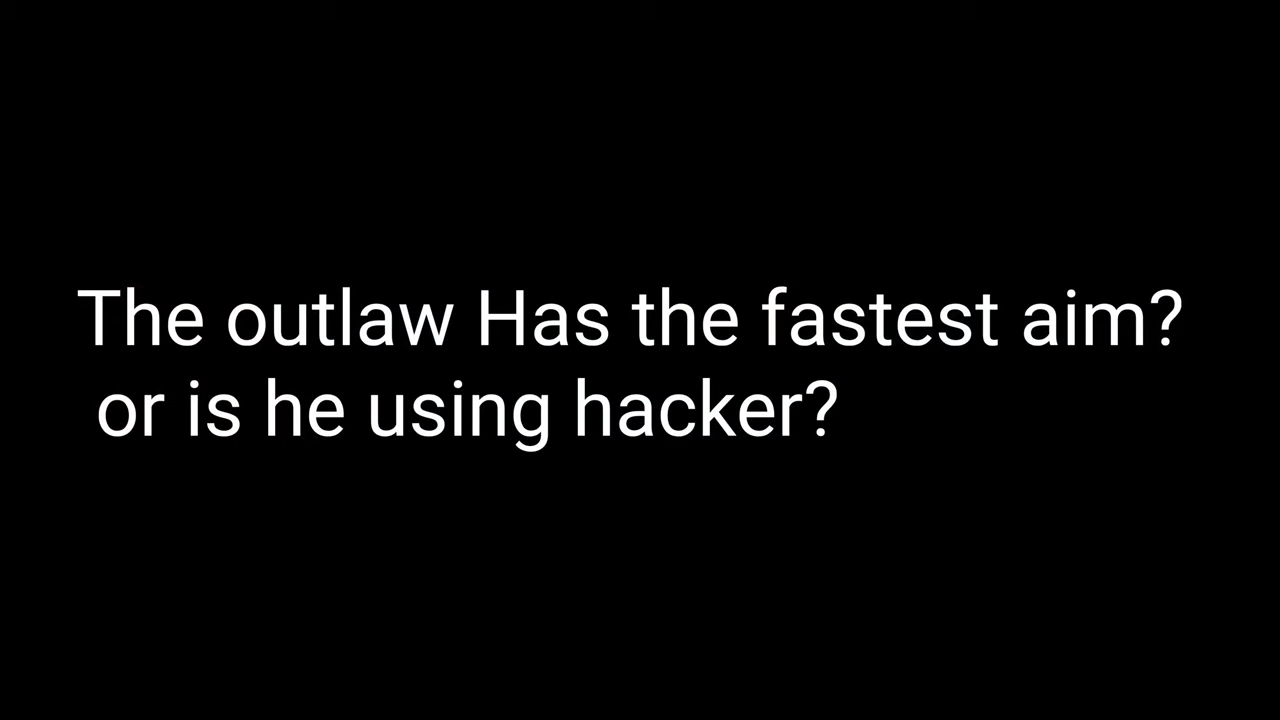 The outlaw Has the fastest aim?
or is he using hacker?